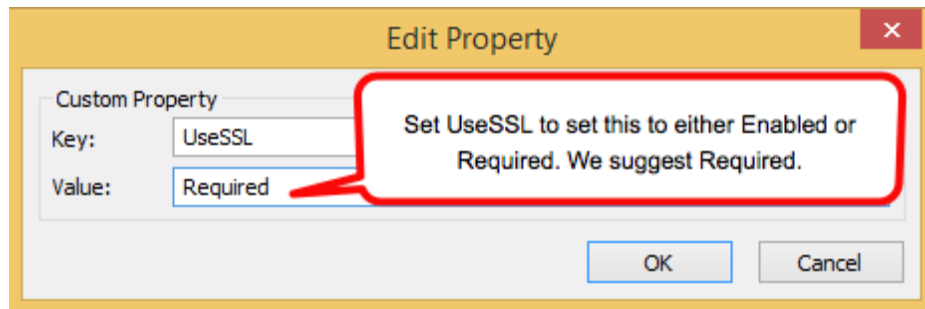 Edit Property
Custom Property
Key: UseSSL
Set UseSSL to set this to either Enabled or
Required. We suggest Required.
Value: Required
OK Cancel